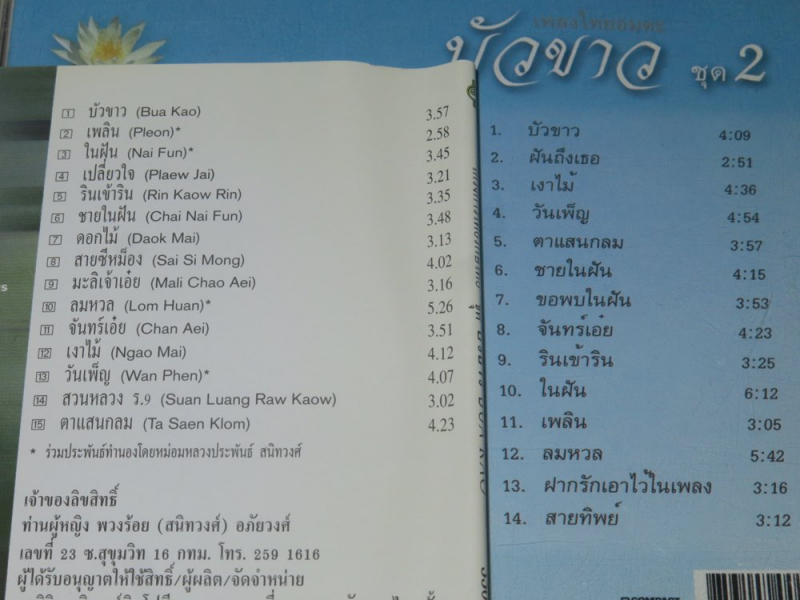 เพลงไทยอมตะ
บัวขาว ชุด 2
1 บัวขาว (Bua Kao) 3.57
2 เพลิน (Pleon)* 2.58
3 ในฝัน (Nai Fun)* 3.45
4 เปลี่ยวใจ (Plaew Jai) 3.21
5 รินเข้าริน (Rin Kaow Rin) 3.35
6 ชายในฝัน (Chai Nai Fun) 3.48
7 ดอกไม้ (Daok Mai) 3.13
8 สายซีหม็อง (Sai Si Mong) 4.02
9 มะลิเจ้าเอ๋ย (Mali Chao Aei) 3.16
10 ลมหวล (Lom Huan)* 5.26
11 จันทร์เอ๋ย (Chan Aei) 3.51
12 เงาไม้ (Ngao Mai) 4.12
13 วันเพ็ญ (Wan Phen)* 4.07
14 สวนหลวง ร.9 (Suan Luang Raw Kaow) 3.02
15 ตาแสนกลม (Ta Saen Klom) 4.23
* ร่วมประพันธ์ทำนองโดยหม่อมหลวงประพันธ์ สนิทวงศ์
เจ้าของลิขสิทธิ์
ท่านผู้หญิง พวงร้อย (สนิทวงศ์) อภัยวงศ์
เลขที่ 23 ซ.สุขุมวิท 16 กทม. โทร. 259 1616
ผู้ได้รับอนุญาตให้ใช้สิทธิ์/ผู้ผลิต/จัดจำหน่าย
1. บัวขาว 4:09
2. ฝันถึงเธอ 2:51
3. เงาไม้ 4:36
4. วันเพ็ญ 4:54
5. ตาแสนกลม 3:57
6. ชายในฝัน 4:15
7. ขอพบในฝัน 3:53
8. จันทร์เอ๋ย 4:23
9. รินเข้าริน 3:25
10. ในฝัน 6:12
11. เพลิน 3:05
12. ลมหวล 5:42
13. ฝากรักเอาไว้ในเพลง 3:16
14. สายทิพย์ 3:12
COMPACT